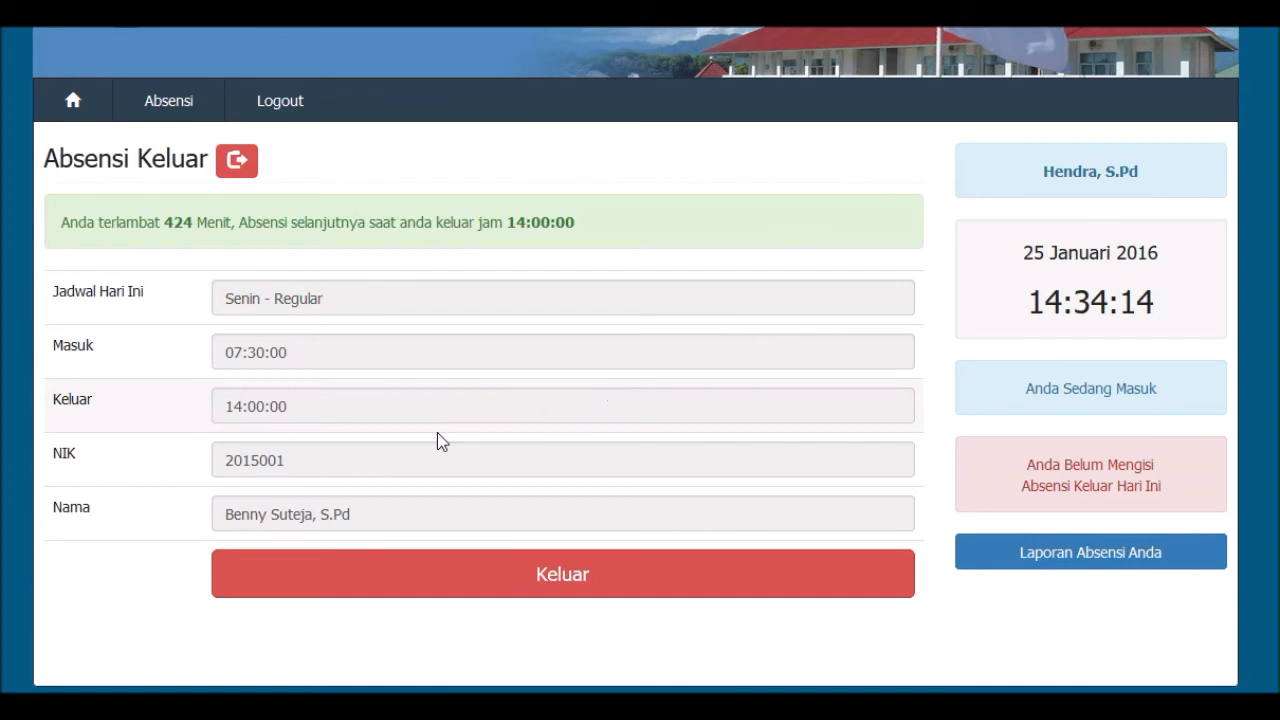 Absensi
Logout
Absensi Keluar
Anda terlambat 424 Menit, Absensi selanjutnya saat anda keluar jam 14:00:00
Jadwal Hari Ini
Senin - Regular
Masuk
07:30:00
Keluar
14:00:00
NIK
2015001
Nama
Benny Suteja, S.Pd
Keluar
Hendra, S.Pd
25 Januari 2016
14:34:14
Anda Sedang Masuk
Anda Belum Mengisi
Absensi Keluar Hari Ini
Laporan Absensi Anda